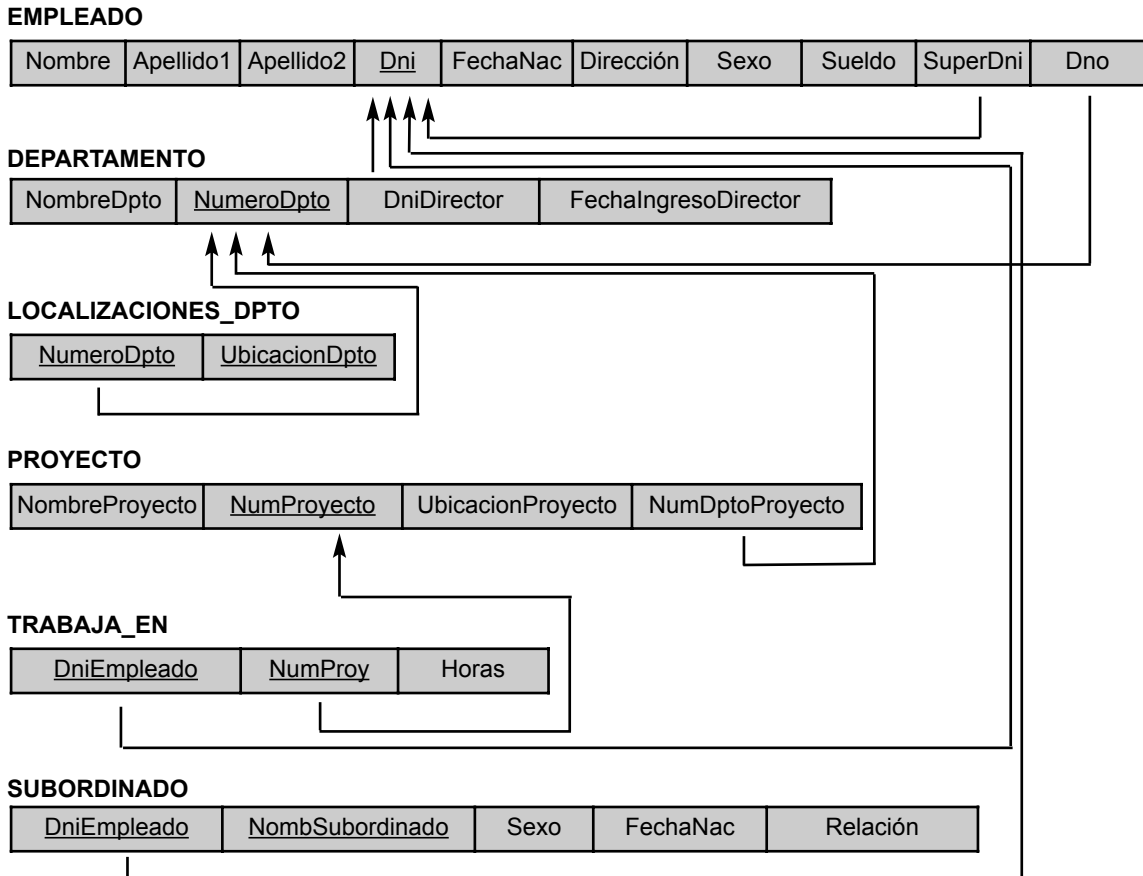 EMPLEADO
Nombre Apellido1 Apellido2 Dni FechaNac Dirección Sexo Sueldo SuperDni Dno
DEPARTAMENTO
NombreDpto NumeroDpto DniDirector FechaIngresoDirector
LOCALIZACIONES_DPTO
NumeroDpto UbicacionDpto
PROYECTO
NombreProyecto NumProyecto UbicacionProyecto NumDptoProyecto
TRABAJA_EN
DniEmpleado NumProy Horas
SUBORDINADO
DniEmpleado NombSubordinado Sexo FechaNac Relación